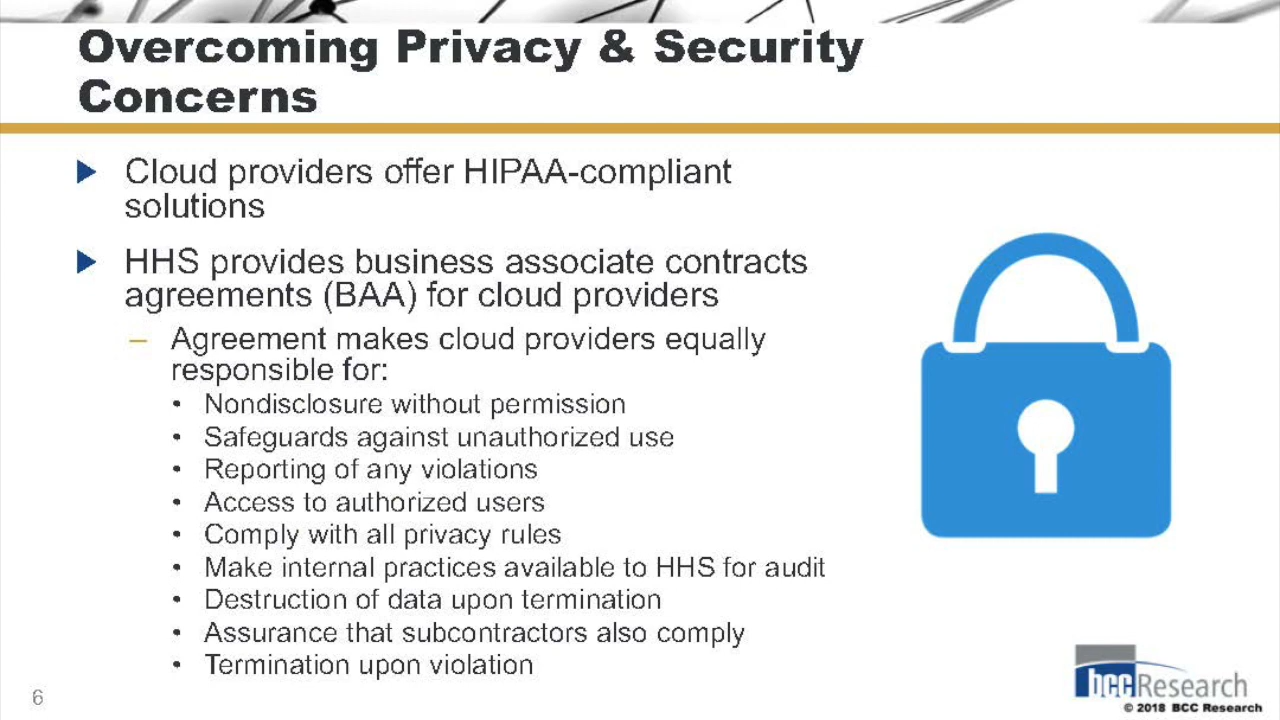 Overcoming Privacy & Security
Concerns
Cloud providers offer HIPAA-compliant
solutions
HHS provides business associate contracts
agreements (BAA) for cloud providers
– Agreement makes cloud providers equally
responsible for:
• Nondisclosure without permission
• Safeguards against unauthorized use
• Reporting of any violations
• Access to authorized users
• Comply with all privacy rules
• Make internal practices available to HHS for audit
• Destruction of data upon termination
• Assurance that subcontractors also comply
• Termination upon violation
6
bccResearch
© 2018 BCC Research